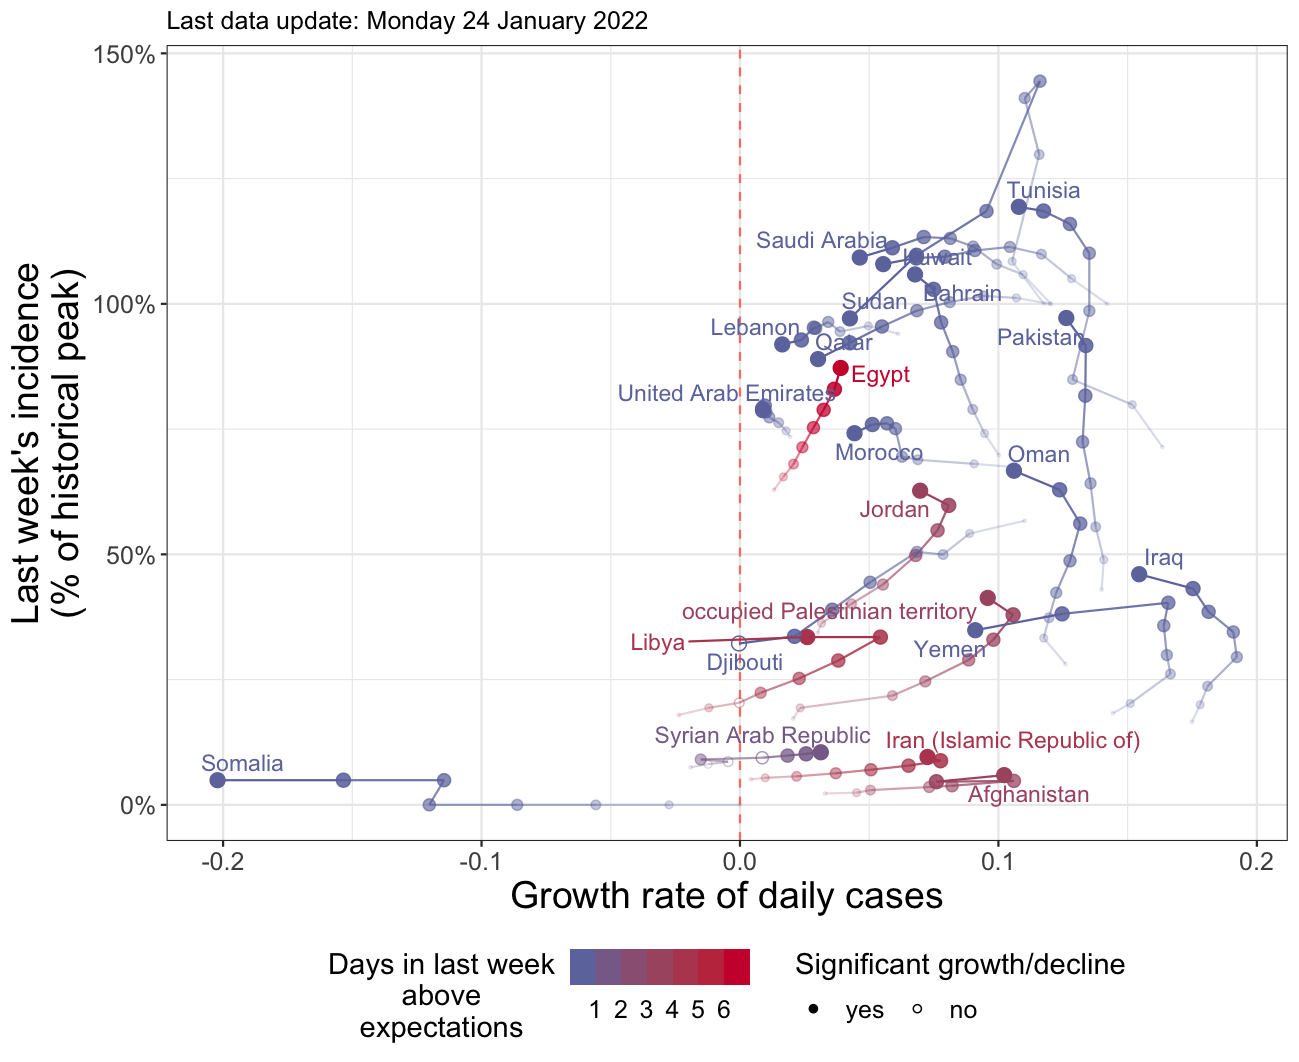 Last data update: Monday 24 January 2022
150%
100%
50%
0%
Last week's incidence
(% of historical peak)
Tunisia
Saudi Arabia
Kuwait
Bahrain
Sudan
Lebanon
Qatar
Pakistan
Egypt
United Arab Emirates
Morocco
Oman
Jordan
Iraq
occupied Palestinian territory
Libya
Yemen
Djibouti
Syrian Arab Republic
Iran (Islamic Republic of)
Somalia
Afghanistan
-0.2 -0.1 0.0 0.1 0.2
Growth rate of daily cases
Days in last week
above
expectations
1 2 3 4 5 6
Significant growth/decline
yes no